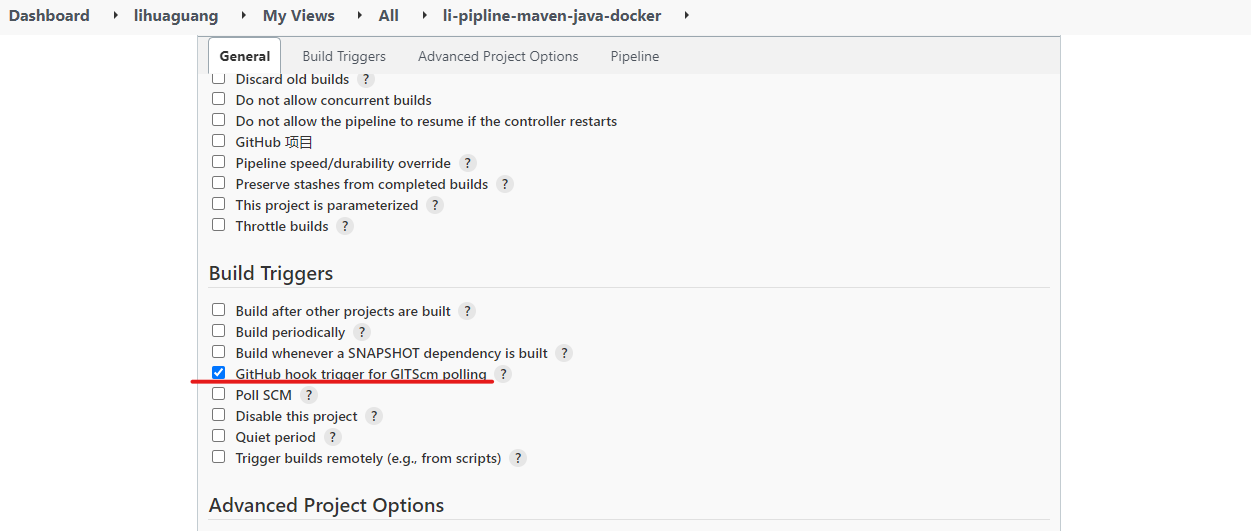 Dashboard lihuaguang My Views All li-pipline-maven-java-docker
General Build Triggers Advanced Project Options Pipeline
Discard old builds ?
Do not allow concurrent builds
Do not allow the pipeline to resume if the controller restarts
GitHub 项目
Pipeline speed/durability override ?
Preserve stashes from completed builds ?
This project is parameterized ?
Throttle builds ?
Build Triggers
Build after other projects are built ?
Build periodically ?
Build whenever a SNAPSHOT dependency is built ?
GitHub hook trigger for GITScm polling ?
Poll SCM ?
Disable this project ?
Quiet period ?
Trigger builds remotely (e.g., from scripts) ?
Advanced Project Options